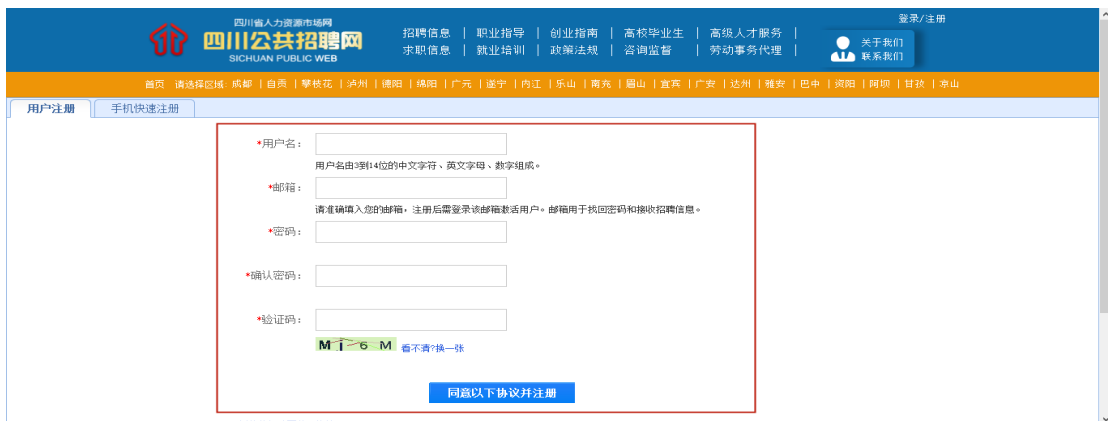 登录/注册
四川省人力资源市场网
四川公共招聘网
SICHUAN PUBLIC WEB
招聘信息 | 职业指导 | 创业指南 | 高校毕业生 | 高级人才服务 |
求职信息 | 就业培训 | 政策法规 | 咨询监督 | 劳动事务代理 |
关于我们
联系我们
首页 请选择区域: 成都 | 自贡 | 攀枝花 | 泸州 | 德阳 | 绵阳 | 广元 | 遂宁 | 内江 | 乐山 | 南充 | 眉山 | 宜宾 | 广安 | 达州 | 雅安 | 巴中 | 资阳 | 阿坝 | 甘孜 | 凉山
用户注册 手机快速注册
*用户名：
用户名由3到14位的中文字符、英文字母、数字组成。
*邮箱：
请准确填入您的邮箱，注册后需登录该邮箱激活用户。邮箱用于找回密码和接收招聘信息。
*密码：
*确认密码：
*验证码：
M i 6 M 看不清?换一张
同意以下协议并注册